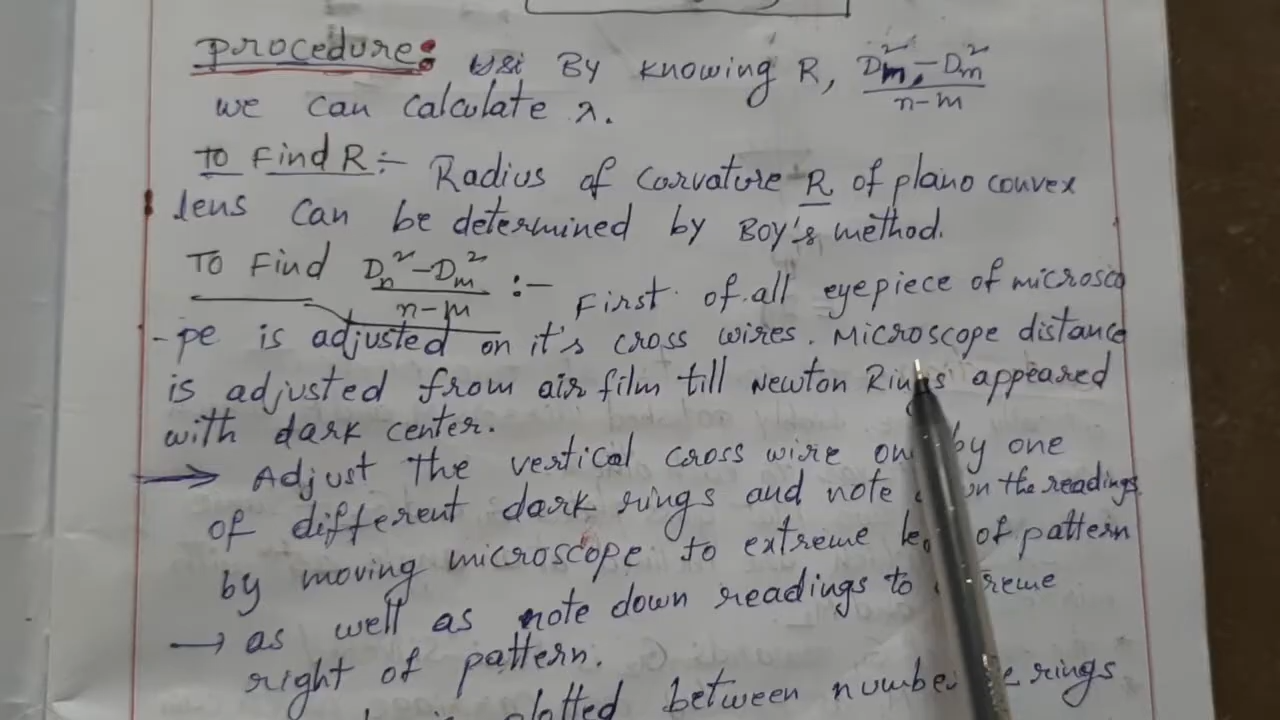 Procedure: By knowing R, Dn²-Dm²/n-m
we can calculate λ.
To Find R:- Radius of Carvature R of plano convex
lens can be determined by Boy's method.
To Find Dn²-Dm²/n-m :- First of all eyepiece of microsco
-pe is adjusted on it's cross wires. Microscope distance
is adjusted from air film till Newton Rings appeared
with dark center.
→ Adjust the vertical cross wire one by one
of different dark rings and note on the readings
by moving microscope to extreme of pattern
→ as well as note down readings to
right of pattern.
plotted between number rings